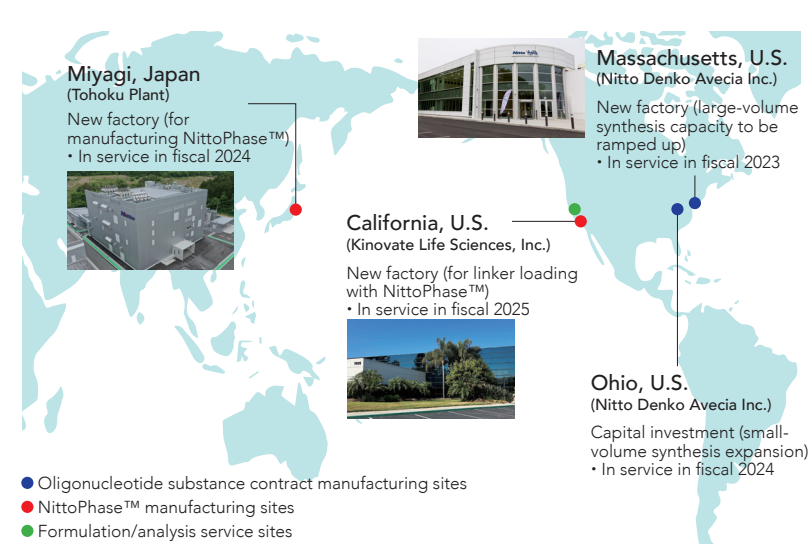 Miyagi, Japan
(Tohoku Plant)
New factory (for
manufacturing NittoPhase™)
・In service in fiscal 2024
Massachusetts, U.S.
(Nitto Denko Avecia Inc.)
New factory (large-volume
synthesis capacity to be
ramped up)
・In service in fiscal 2023
California, U.S.
(Kinovate Life Sciences, Inc.)
New factory (for linker loading
with NittoPhase™)
・In service in fiscal 2025
Ohio, U.S.
(Nitto Denko Avecia Inc.)
Capital investment (small-
volume synthesis expansion)
・In service in fiscal 2024
Oligonucleotide substance contract manufacturing sites
NittoPhase™ manufacturing sites
Formulation/analysis service sites